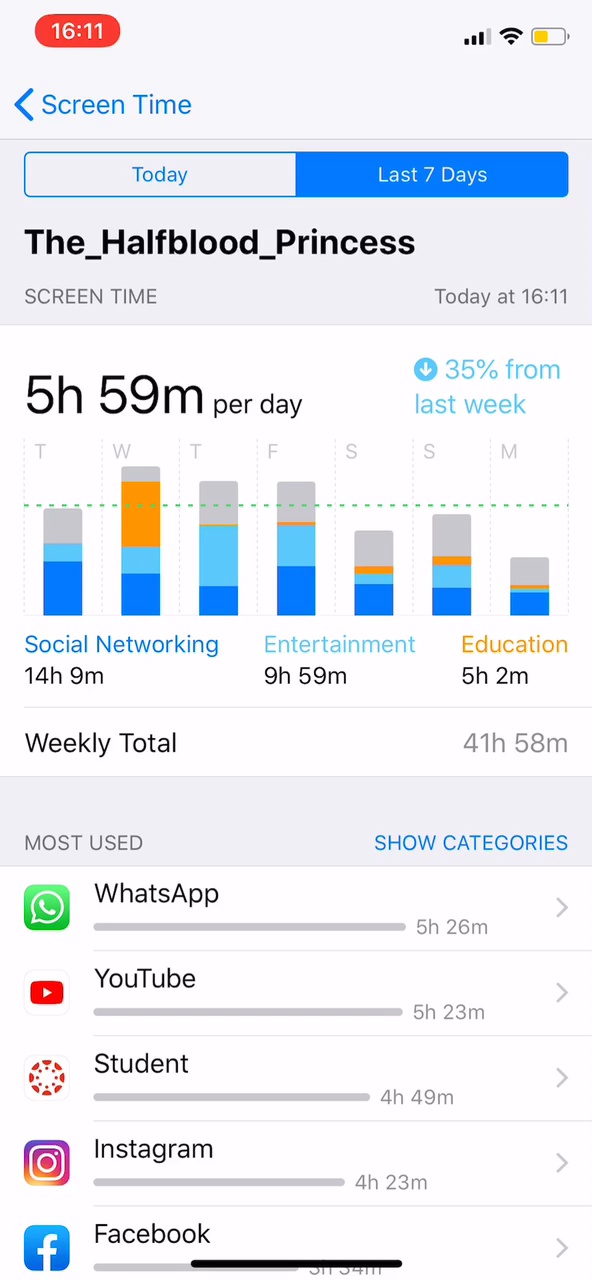 16:11
Screen Time
Today
Last 7 Days
The_Halfblood_Princess
SCREEN TIME
Today at 16:11
5h 59m per day
35% from
last week
T W T F S S M
Social Networking
14h 9m
Entertainment
9h 59m
Education
5h 2m
Weekly Total
41h 58m
MOST USED
SHOW CATEGORIES
WhatsApp
5h 26m
YouTube
5h 23m
Student
4h 49m
Instagram
4h 23m
Facebook